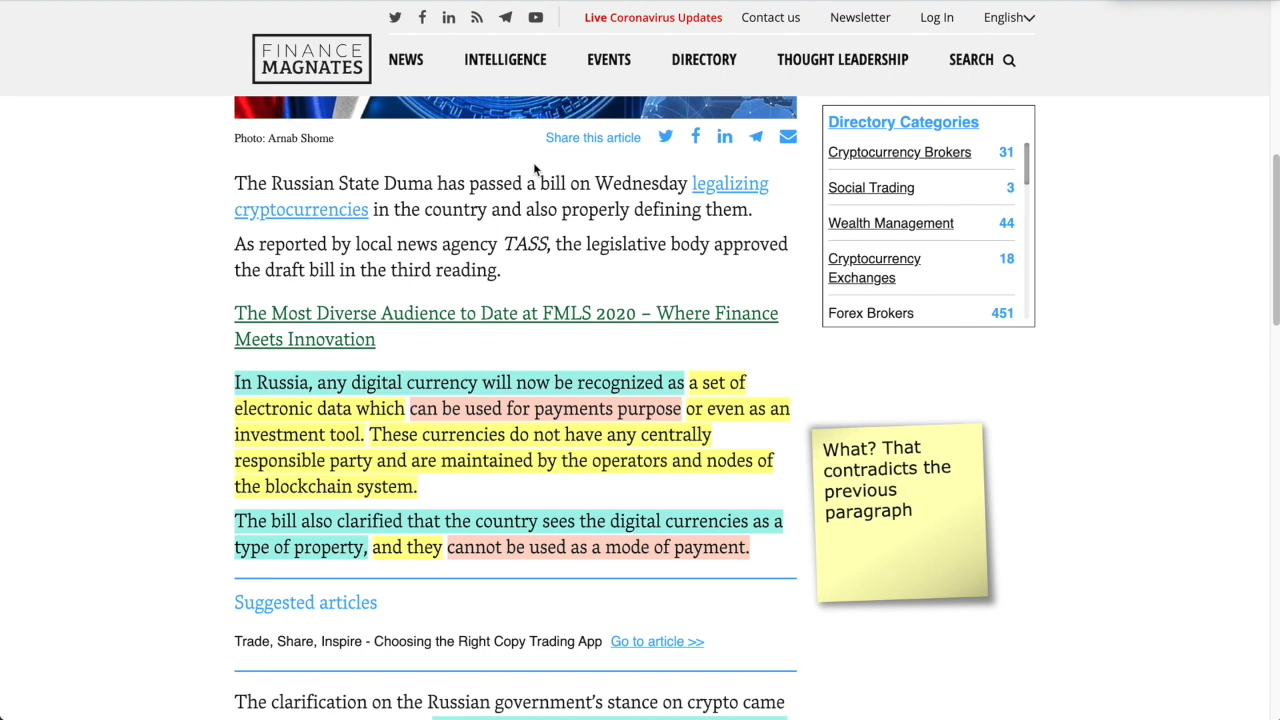 Live Coronavirus Updates Contact us Newsletter Log In English
FINANCE
MAGNATES
NEWS INTELLIGENCE EVENTS DIRECTORY THOUGHT LEADERSHIP SEARCH
Photo: Arnab Shome
Share this article
The Russian State Duma has passed a bill on Wednesday legalizing
cryptocurrencies in the country and also properly defining them.
As reported by local news agency TASS, the legislative body approved
the draft bill in the third reading.
The Most Diverse Audience to Date at FMLS 2020 – Where Finance
Meets Innovation
In Russia, any digital currency will now be recognized as a set of
electronic data which can be used for payments purpose or even as an
investment tool. These currencies do not have any centrally
responsible party and are maintained by the operators and nodes of
the blockchain system.
The bill also clarified that the country sees the digital currencies as a
type of property, and they cannot be used as a mode of payment.
Suggested articles
Trade, Share, Inspire - Choosing the Right Copy Trading App Go to article >>
The clarification on the Russian government’s stance on crypto came
Directory Categories
Cryptocurrency Brokers 31
Social Trading 3
Wealth Management 44
Cryptocurrency 18
Exchanges
Forex Brokers 451
What? That
contradicts the
previous
paragraph